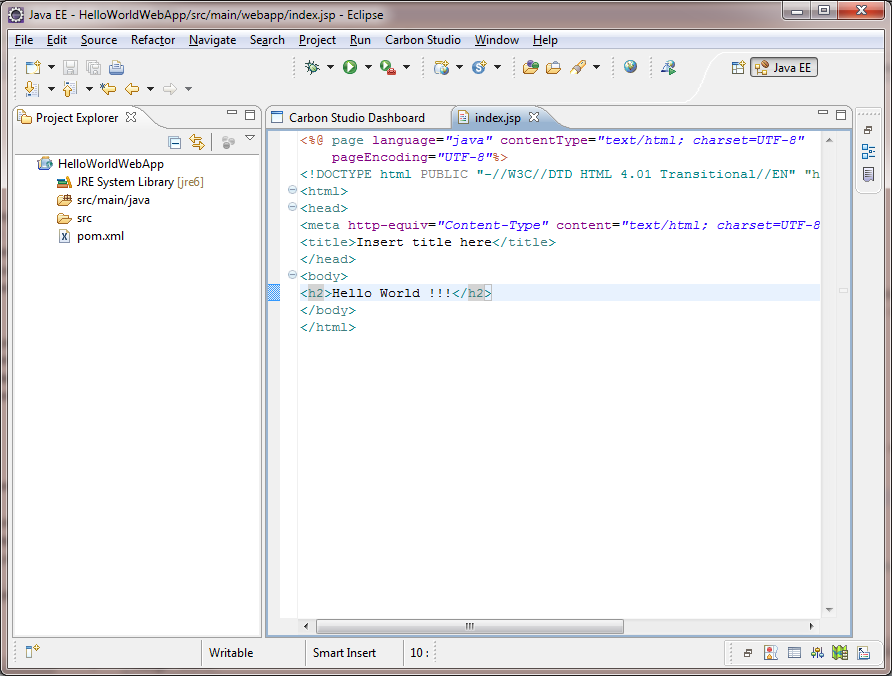 Java EE - HelloWorldWebApp/src/main/webapp/index.jsp - Eclipse
File Edit Source Refactor Navigate Search Project Run Carbon Studio Window Help
Java EE
Project Explorer
Carbon Studio Dashboard index.jsp
HelloWorldWebApp
JRE System Library [jre6]
src/main/java
src
pom.xml
<%@ page language="java" contentType="text/html; charset=UTF-8"
pageEncoding="UTF-8"%>
<!DOCTYPE html PUBLIC "-//W3C//DTD HTML 4.01 Transitional//EN" "h
<html>
<head>
<meta http-equiv="Content-Type" content="text/html; charset=UTF-8
<title>Insert title here</title>
</head>
<body>
<h2>Hello World !!!</h2>
</body>
</html>
Writable Smart Insert 10 :